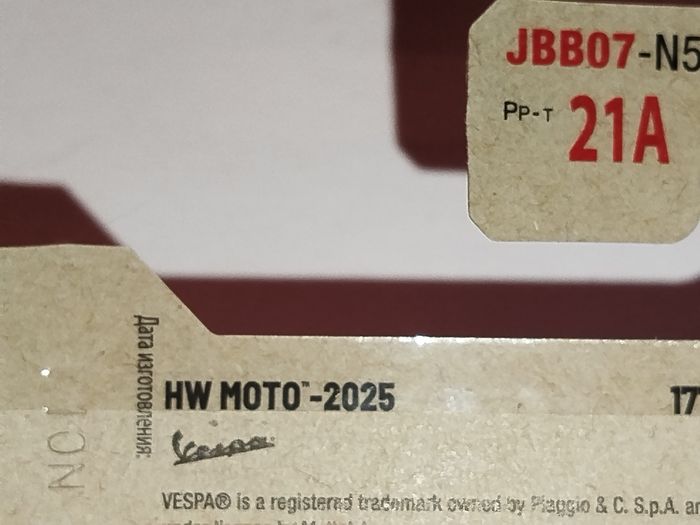 JBB07-N5
PP-T 21A
Дата изготовления:
HW MOTO™-2025
17
Vespa
VESPA® is a registered trademark owned by Piaggio & C. S.p.A.